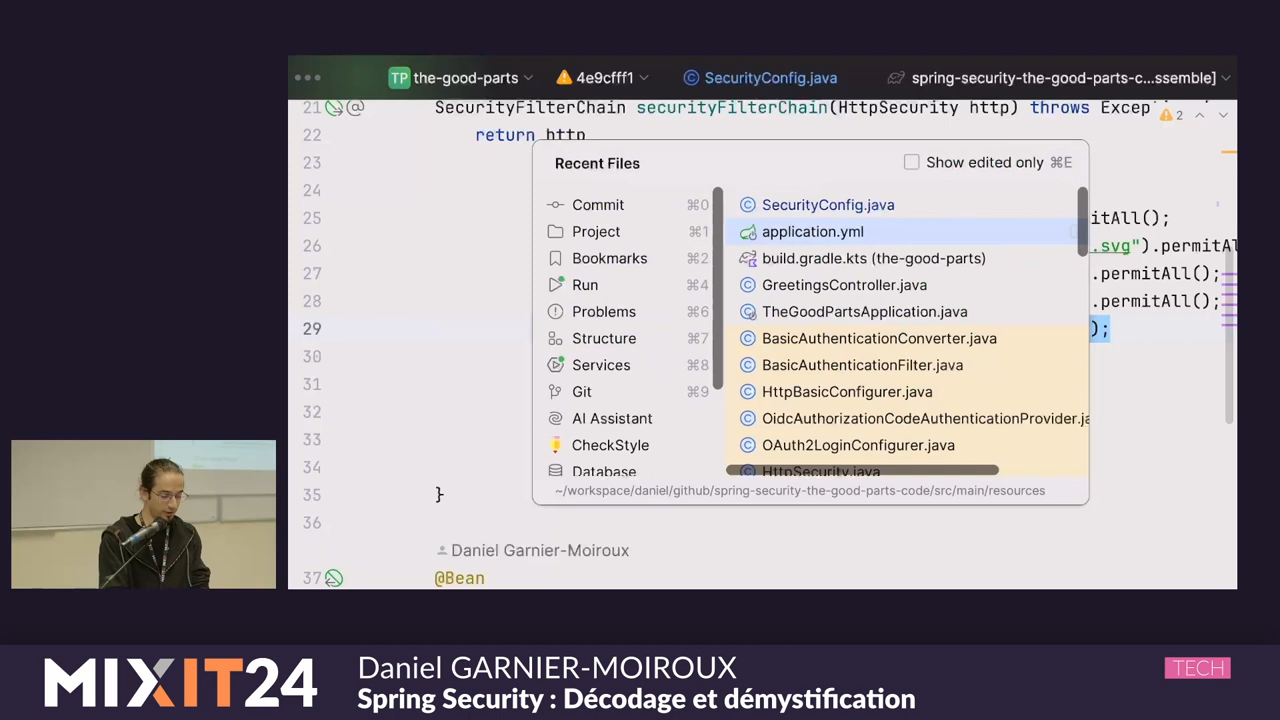 the-good-parts
4e9cfff1
SecurityConfig.java
spring-security-the-good-parts-c...ssemble]
TP
21 SecurityFilterChain securityFilterChain(HttpSecurity http) throws Excep
2
22 return http
23
24
25 itAll();
26 .svg").permitAl
27 .permitAll();
28 .permitAll();
29 );
30
31
32
33
34
35 }
36
Daniel Garnier-Moiroux
37 @Bean
Recent Files
Show edited only ⌘E
Commit ⌘0
Project ⌘1
Bookmarks ⌘2
Run ⌘4
Problems ⌘6
Structure ⌘7
Services ⌘8
Git ⌘9
AI Assistant
CheckStyle
Database
SecurityConfig.java
application.yml
build.gradle.kts (the-good-parts)
GreetingsController.java
TheGoodPartsApplication.java
BasicAuthenticationConverter.java
BasicAuthenticationFilter.java
HttpBasicConfigurer.java
OidcAuthorizationCodeAuthenticationProvider.ja
OAuth2LoginConfigurer.java
HttpSecurity.java
~/workspace/daniel/github/spring-security-the-good-parts-code/src/main/resources
MIXIT24
Daniel GARNIER-MOIROUX
Spring Security : Décodage et démystification
TECH